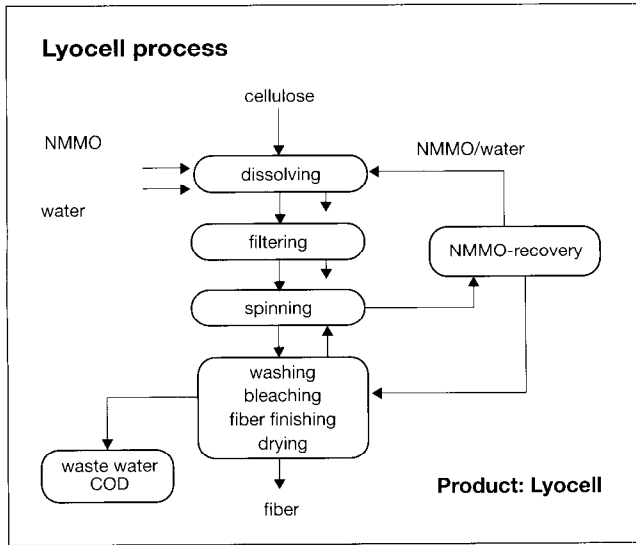 Lyocell process
cellulose
NMMO
NMMO/water
dissolving
water
filtering
NMMO-recovery
spinning
washing
bleaching
fiber finishing
drying
waste water
COD
Product: Lyocell
fiber